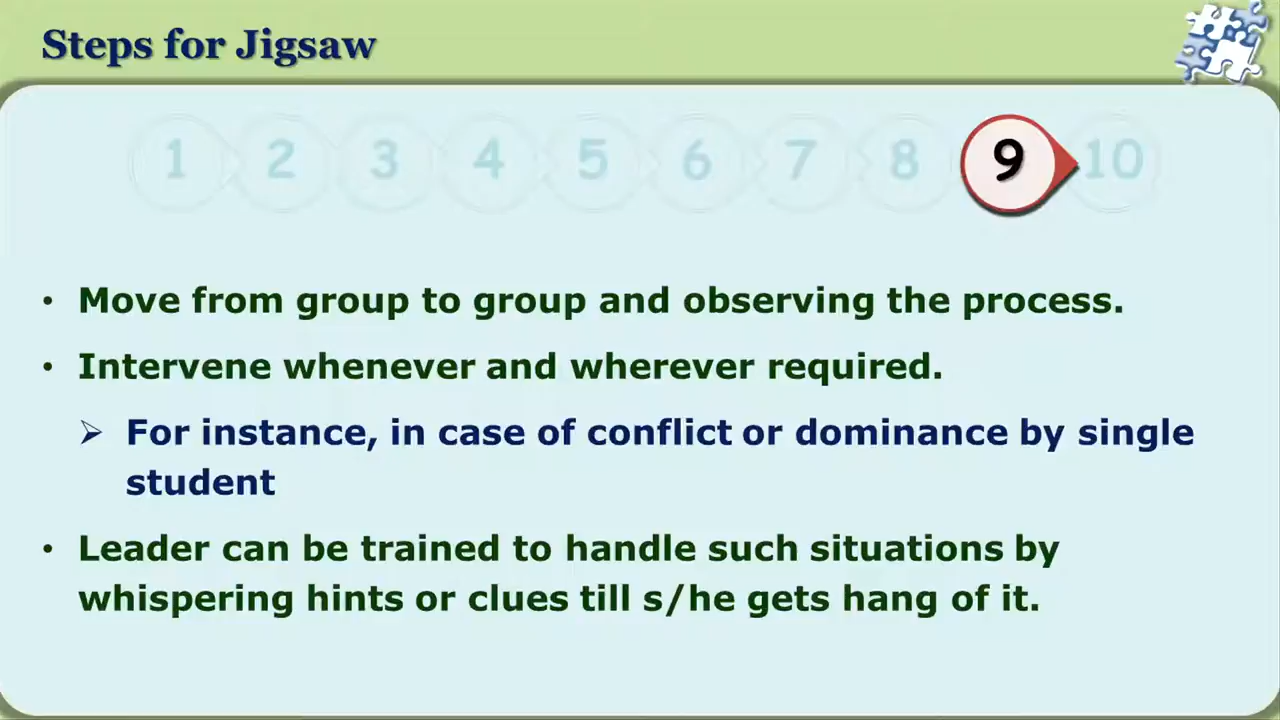 Steps for Jigsaw
1 2 3 4 5 6 7 8 9 10
• Move from group to group and observing the process.
• Intervene whenever and wherever required.
➢ For instance, in case of conflict or dominance by single
student
• Leader can be trained to handle such situations by
whispering hints or clues till s/he gets hang of it.